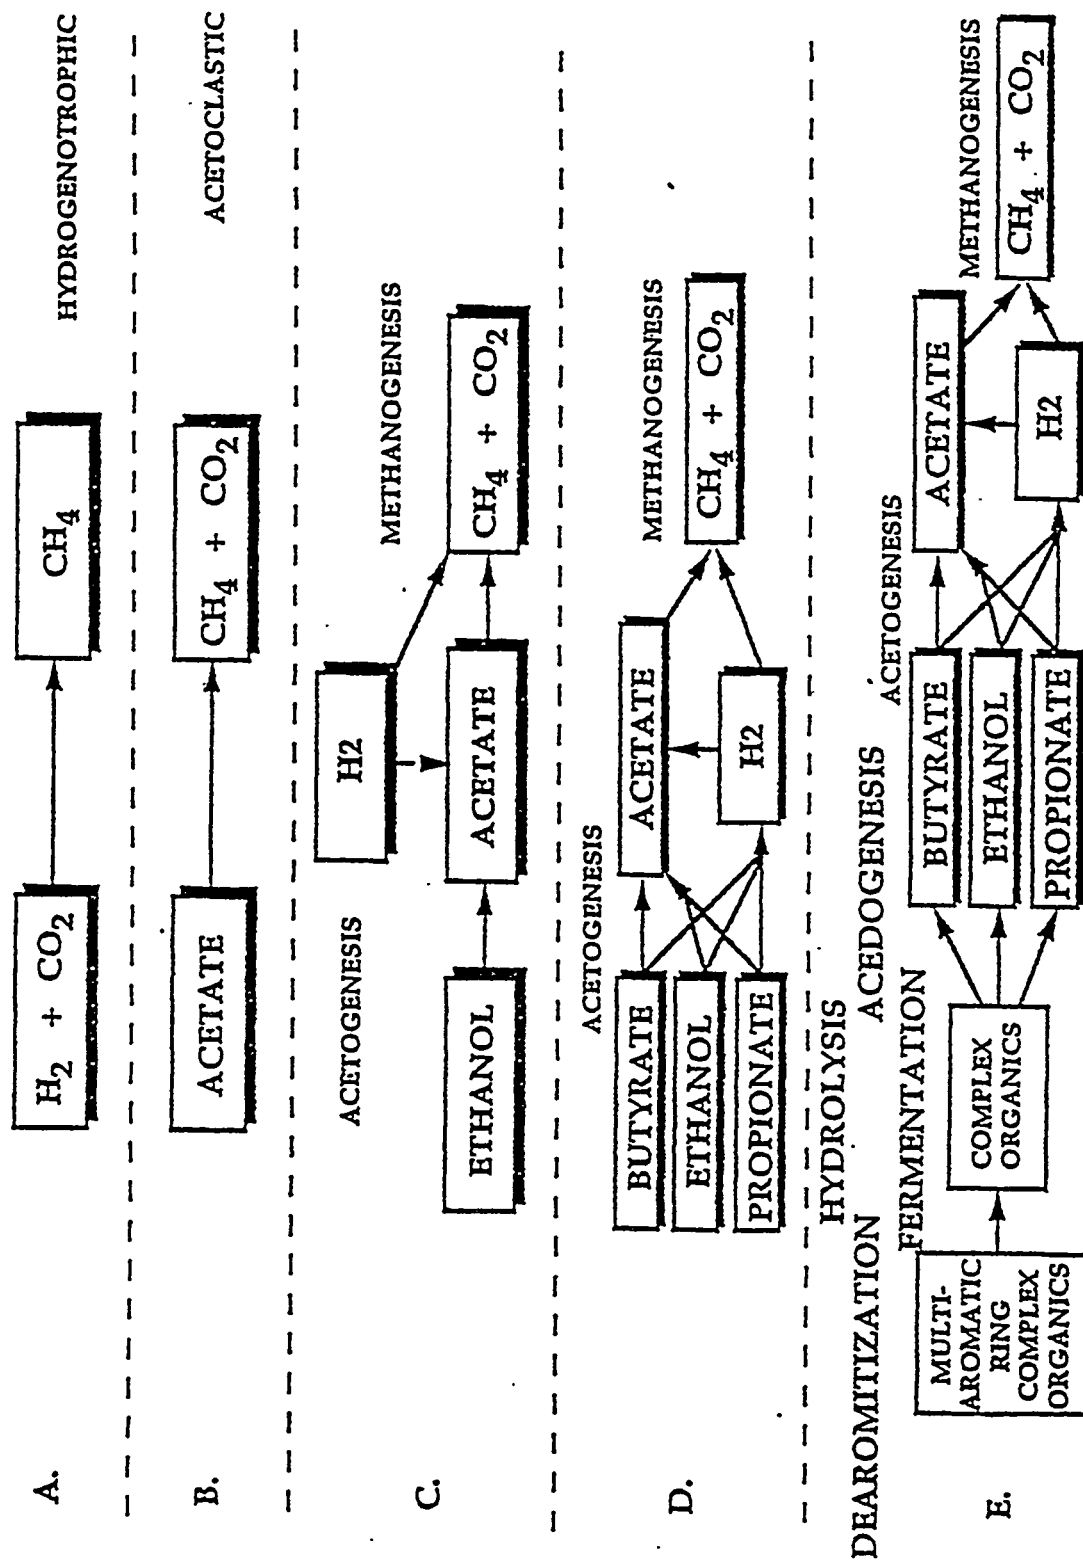 A.
H₂ + CO₂
CH₄
HYDROGENOTROPHIC
B.
ACETATE
CH₄ + CO₂
ACETOCLASTIC
C.
ACETOGENESIS
H2
METHANOGENESIS
ETHANOL
ACETATE
CH₄ + CO₂
D.
ACETOGENESIS
METHANOGENESIS
BUTYRATE
ETHANOL
PROPIONATE
ACETATE
H2
CH₄ + CO₂
E.
DEAROMITIZATION
HYDROLYSIS
FERMENTATION
ACEDOGENESIS
ACETOGENESIS
METHANOGENESIS
MULTI-
AROMATIC
RING
COMPLEX
ORGANICS
COMPLEX
ORGANICS
BUTYRATE
ETHANOL
PROPIONATE
ACETATE
H2
CH₄ + CO₂